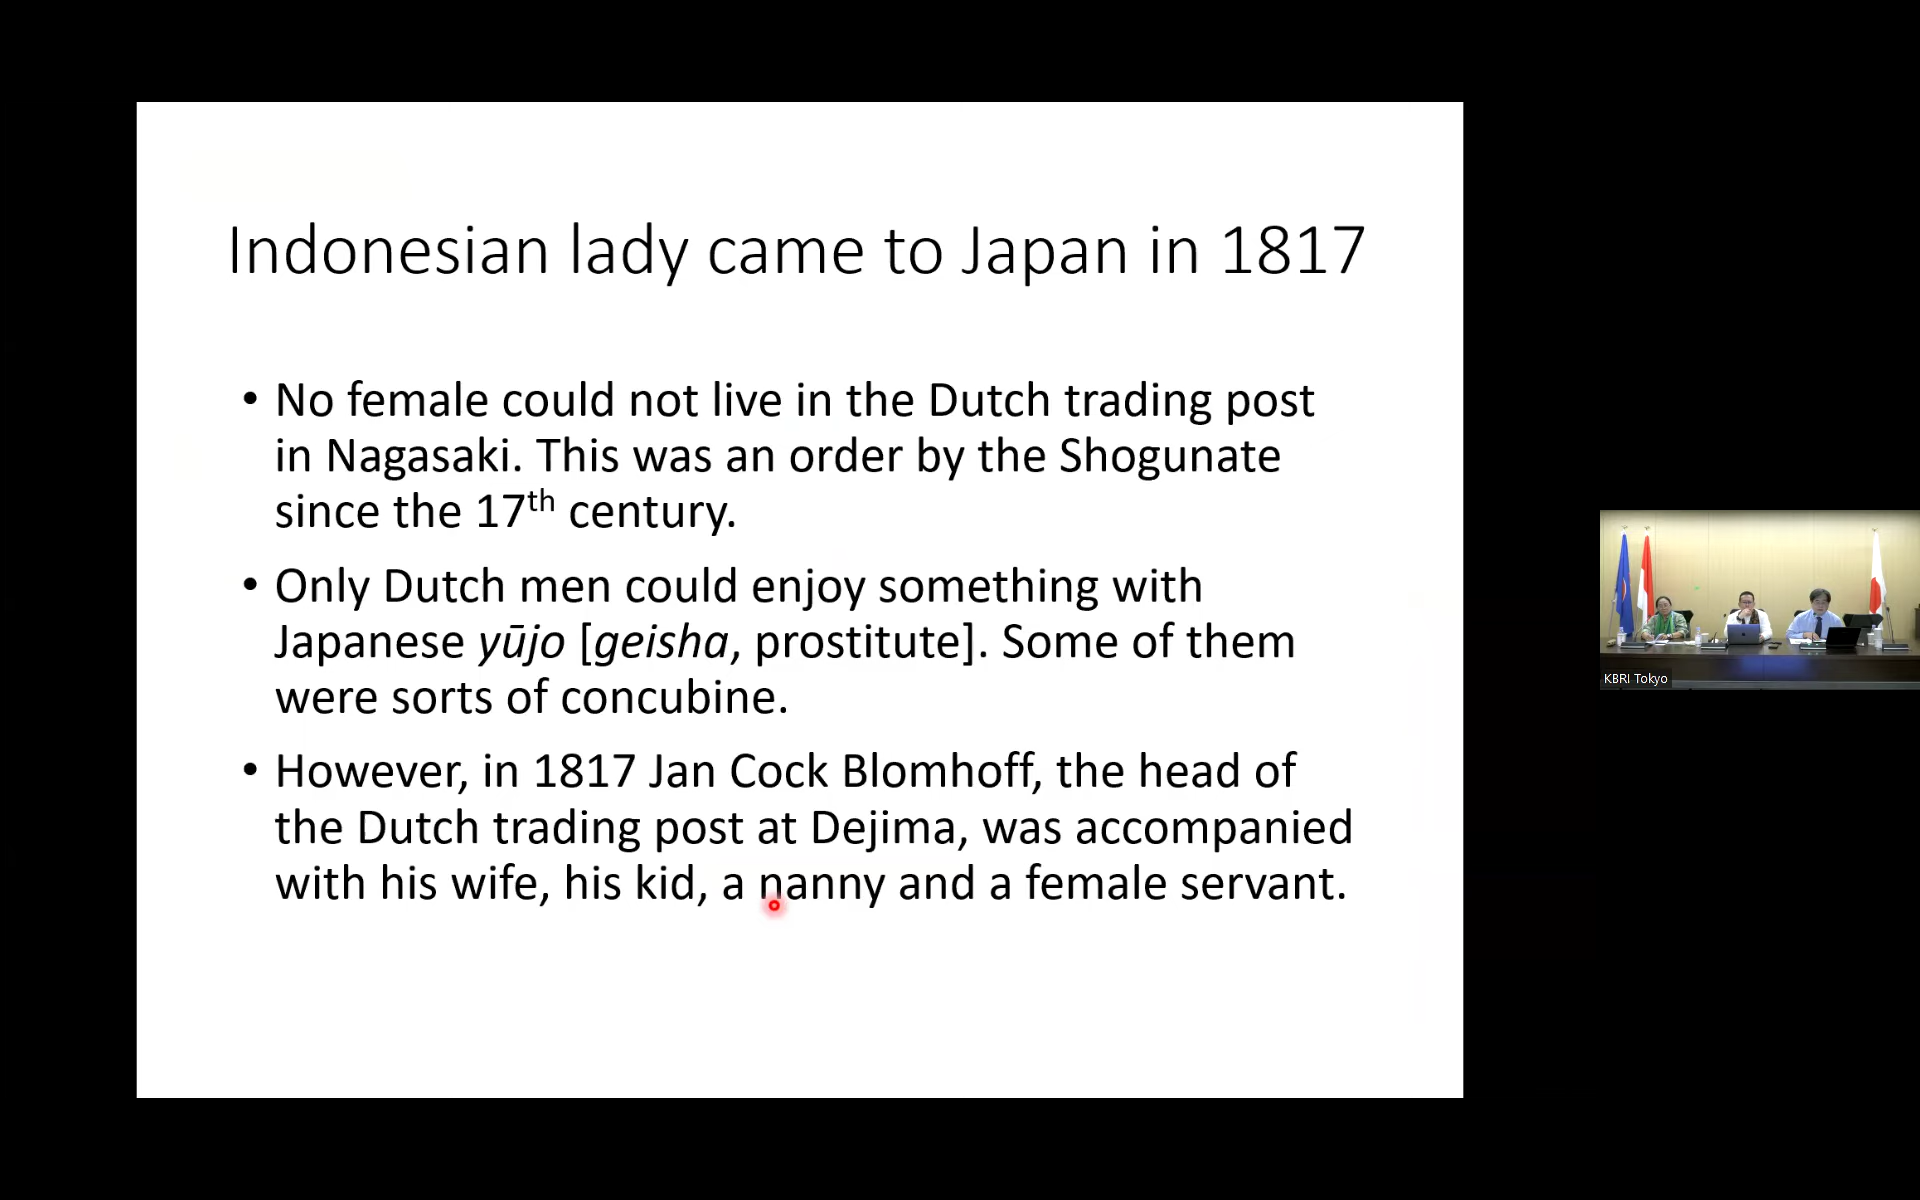 Indonesian lady came to Japan in 1817
• No female could not live in the Dutch trading post
in Nagasaki. This was an order by the Shogunate
since the 17th century.
• Only Dutch men could enjoy something with
Japanese yūjo [geisha, prostitute]. Some of them
were sorts of concubine.
• However, in 1817 Jan Cock Blomhoff, the head of
the Dutch trading post at Dejima, was accompanied
with his wife, his kid, a nanny and a female servant.
KBRI Tokyo